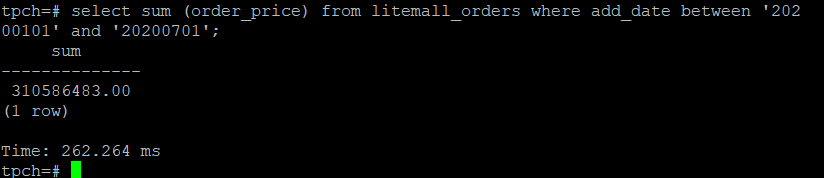 tpch=# select sum (order_price) from litemall_orders where add_date between '202
00101' and '20200701';
sum
--------------
310586483.00
(1 row)
Time: 262.264 ms
tpch=#